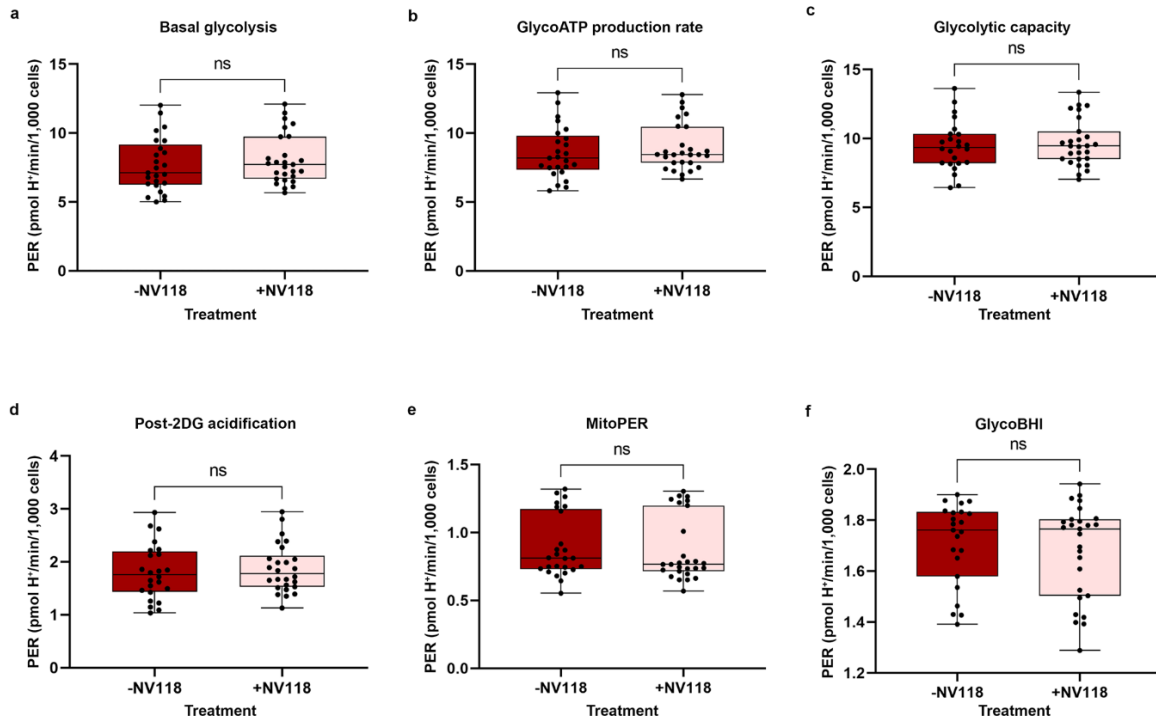 a
Basal glycolysis
ns
PER (pmol H⁺/min/1,000 cells)
15
10
5
0
-NV118
+NV118
Treatment
b
GlycoATP production rate
ns
PER (pmol H⁺/min/1,000 cells)
15
10
5
0
-NV118
+NV118
Treatment
c
Glycolytic capacity
ns
PER (pmol H⁺/min/1,000 cells)
15
10
5
0
-NV118
+NV118
Treatment
d
Post-2DG acidification
ns
PER (pmol H⁺/min/1,000 cells)
4
3
2
1
0
-NV118
+NV118
Treatment
e
MitoPER
ns
PER (pmol H⁺/min/1,000 cells)
1.5
1.0
0.5
0.0
-NV118
+NV118
Treatment
f
GlycoBHI
ns
PER (pmol H⁺/min/1,000 cells)
2.0
1.8
1.6
1.4
1.2
-NV118
+NV118
Treatment